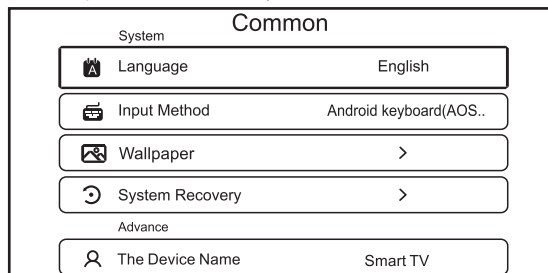 Common
System
Language English
Input Method Android keyboard(AOS..
Wallpaper >
System Recovery >
Advance
The Device Name Smart TV